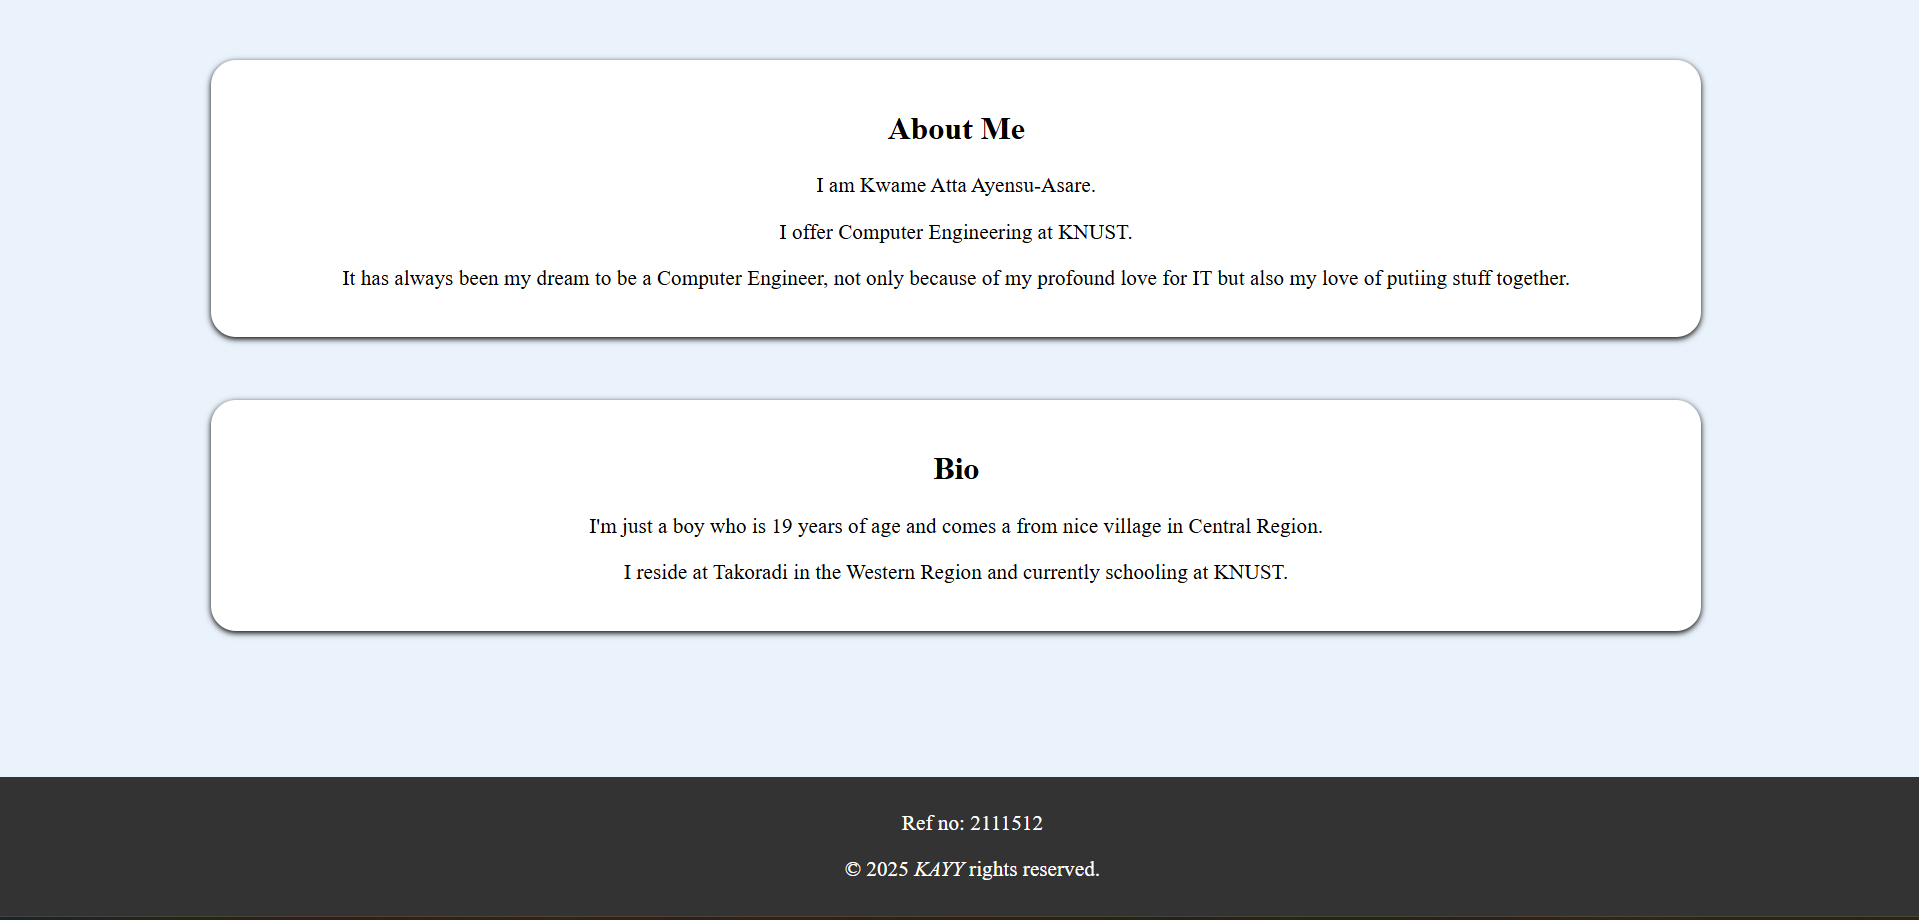 About Me
I am Kwame Atta Ayensu-Asare.
I offer Computer Engineering at KNUST.
It has always been my dream to be a Computer Engineer, not only because of my profound love for IT but also my love of putiing stuff together.
Bio
I'm just a boy who is 19 years of age and comes a from nice village in Central Region.
I reside at Takoradi in the Western Region and currently schooling at KNUST.
Ref no: 2111512
© 2025 KAYY rights reserved.